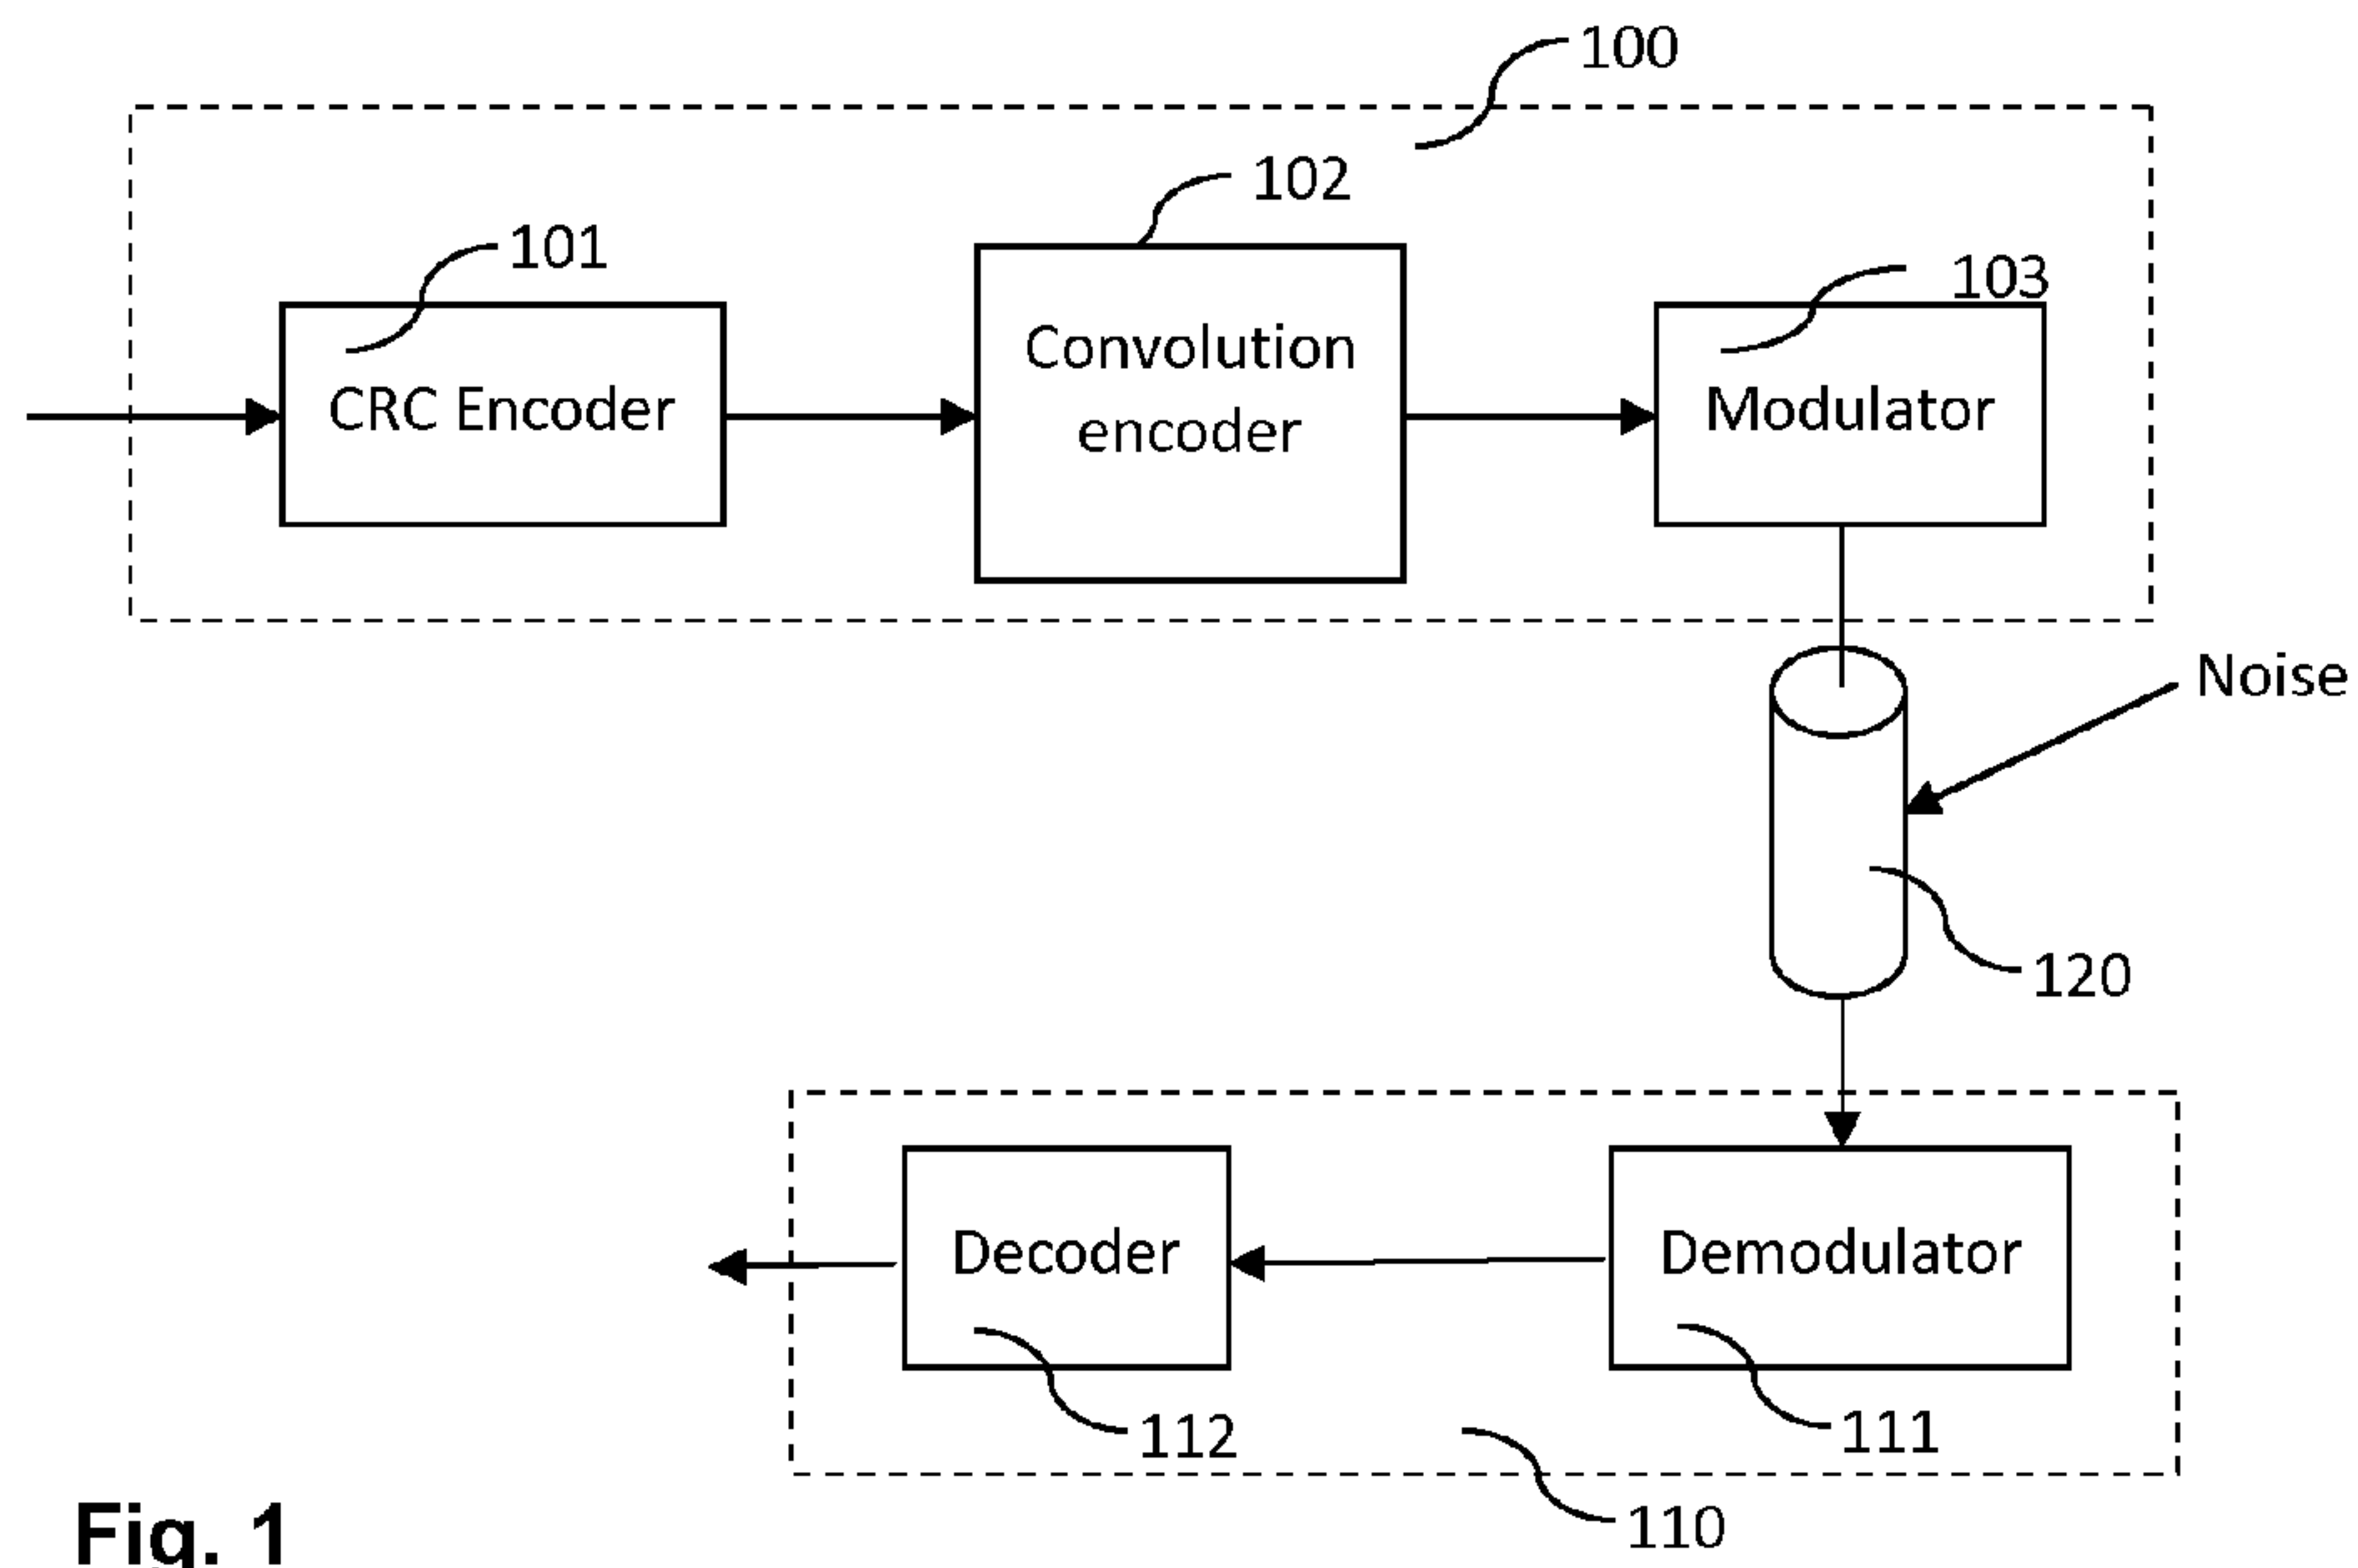 100
102
101
103
CRC Encoder
Convolution
encoder
Modulator
Noise
120
Decoder
Demodulator
112
111
110
Fig. 1